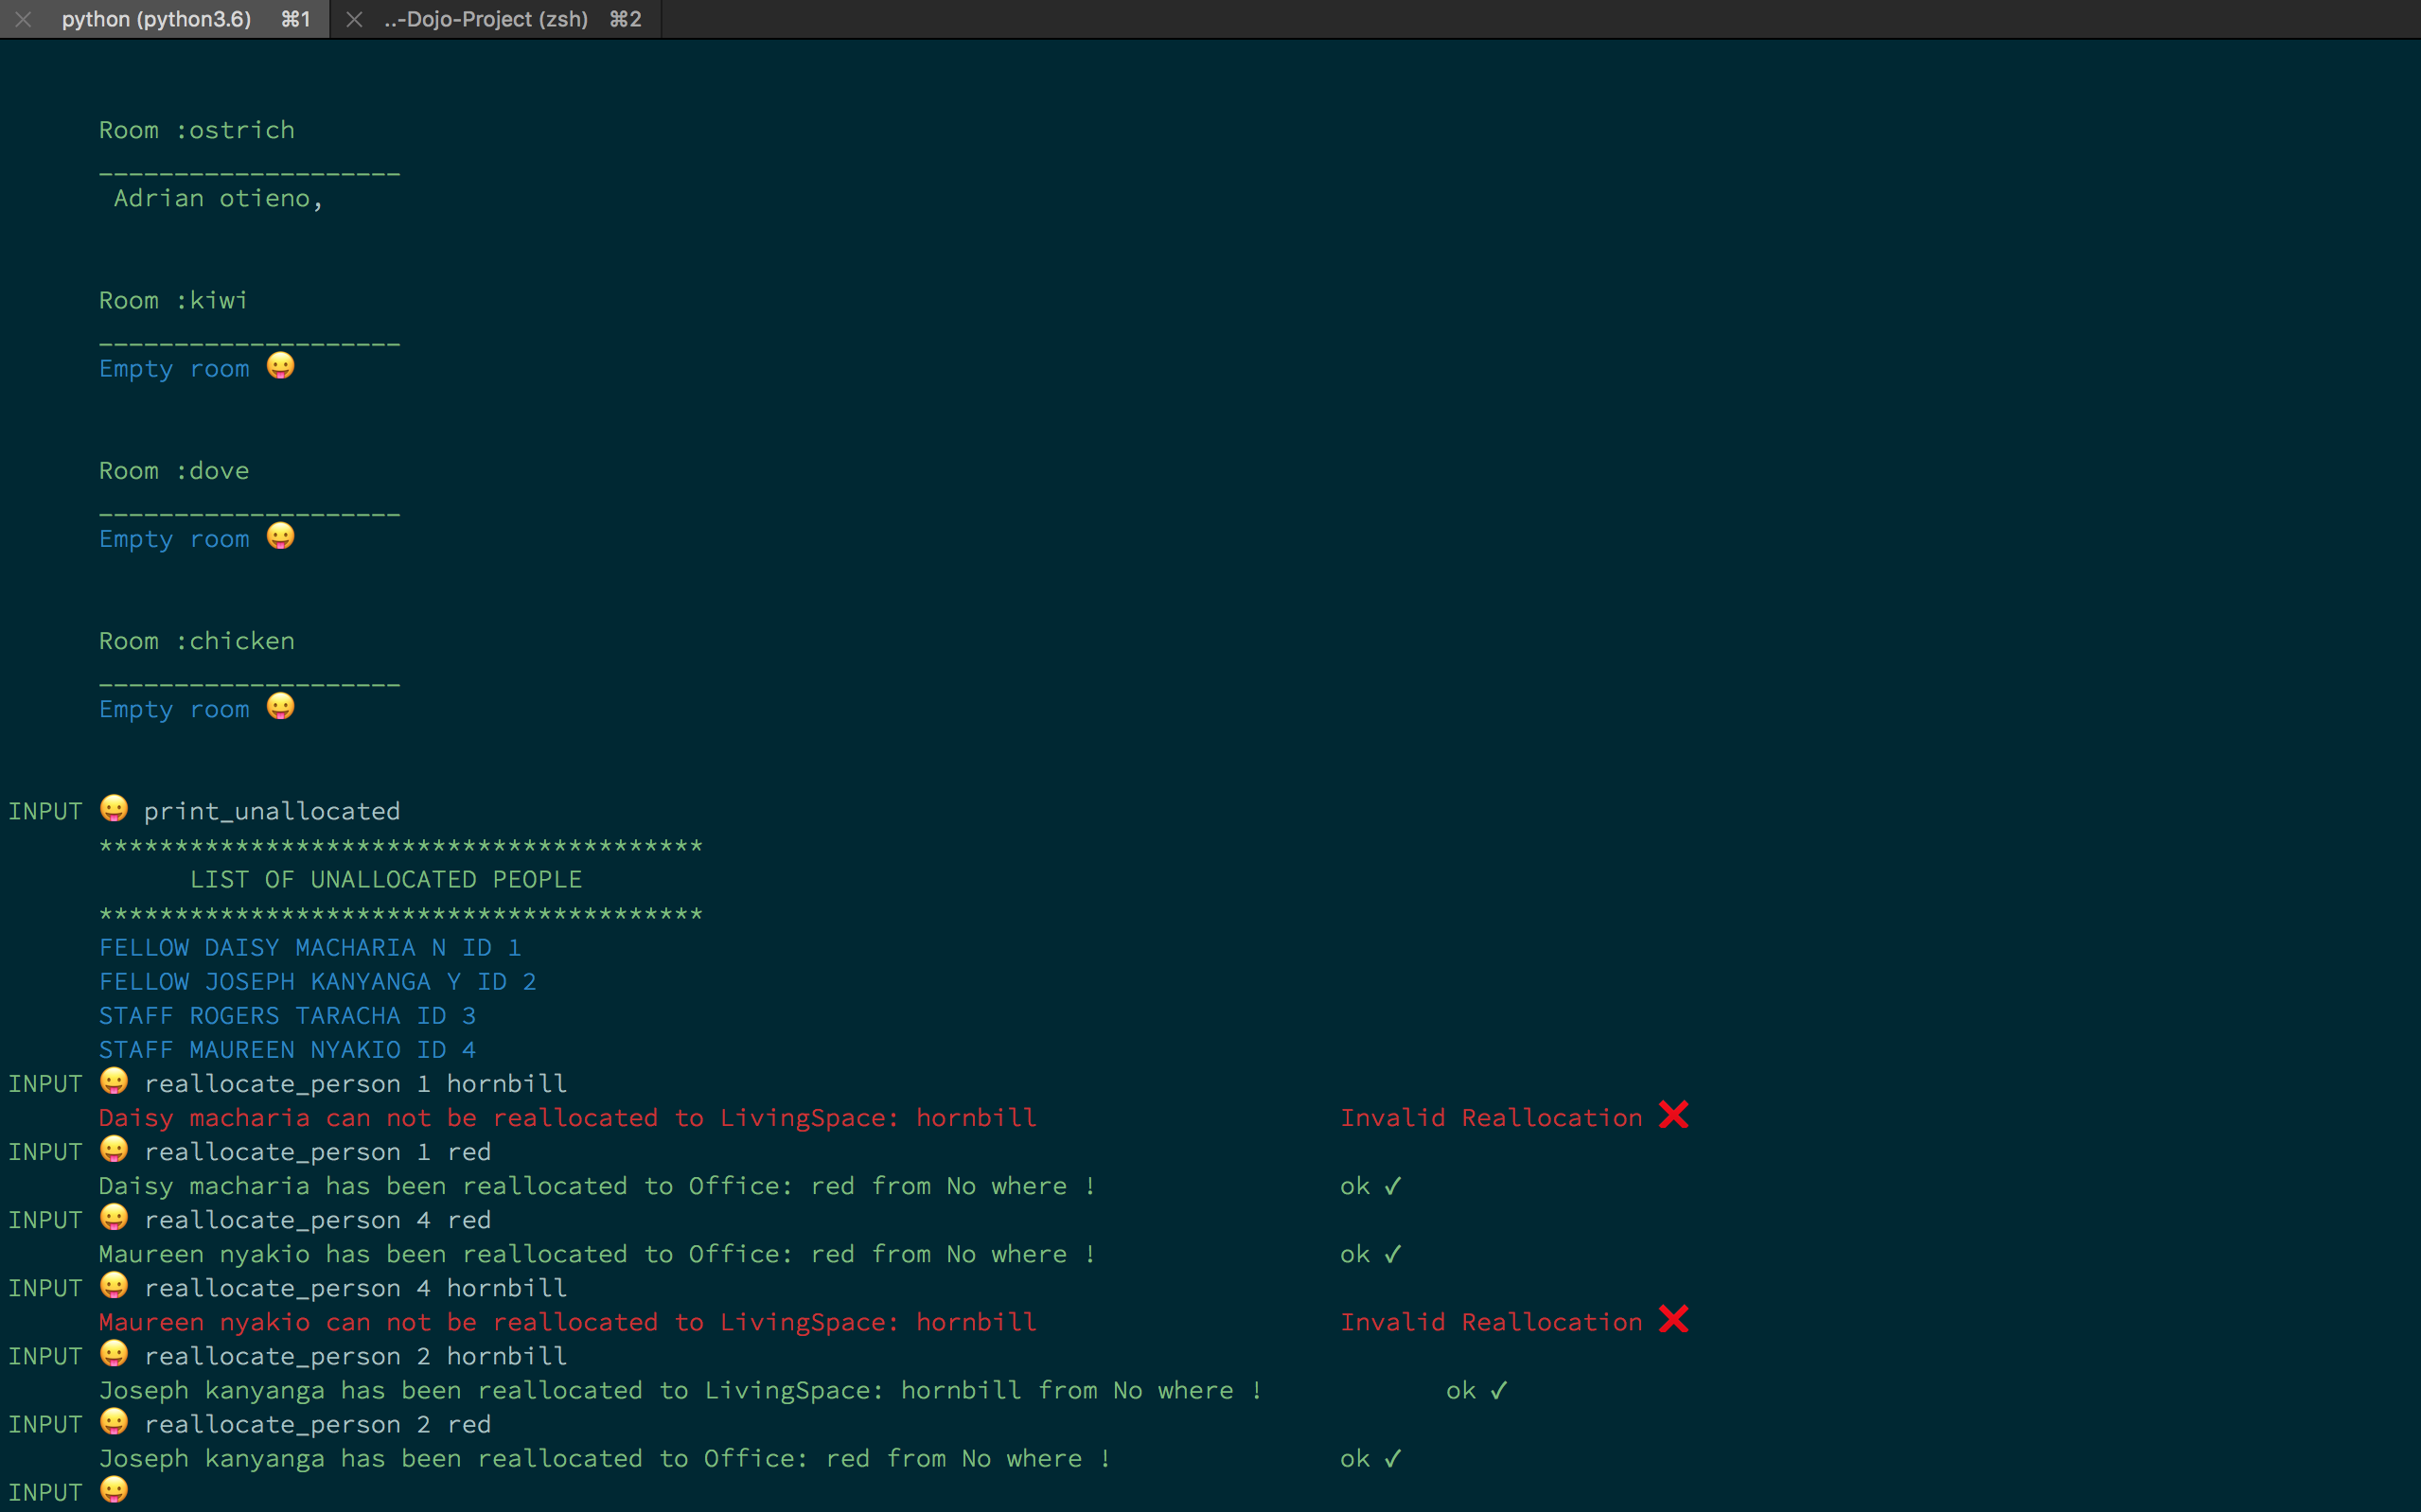 python (python3.6) ⌘1 ..-Dojo-Project (zsh) ⌘2
Room :ostrich
____________________
Adrian otieno,
Room :kiwi
____________________
Empty room 😛
Room :dove
____________________
Empty room 😛
Room :chicken
____________________
Empty room 😛
INPUT 😛 print_unallocated
****************************************
LIST OF UNALLOCATED PEOPLE
****************************************
FELLOW DAISY MACHARIA N ID 1
FELLOW JOSEPH KANYANGA Y ID 2
STAFF ROGERS TARACHA ID 3
STAFF MAUREEN NYAKIO ID 4
INPUT 😛 reallocate_person 1 hornbill
Daisy macharia can not be reallocated to LivingSpace: hornbill Invalid Reallocation ❌
INPUT 😛 reallocate_person 1 red
Daisy macharia has been reallocated to Office: red from No where ! ok ✓
INPUT 😛 reallocate_person 4 red
Maureen nyakio has been reallocated to Office: red from No where ! ok ✓
INPUT 😛 reallocate_person 4 hornbill
Maureen nyakio can not be reallocated to LivingSpace: hornbill Invalid Reallocation ❌
INPUT 😛 reallocate_person 2 hornbill
Joseph kanyanga has been reallocated to LivingSpace: hornbill from No where ! ok ✓
INPUT 😛 reallocate_person 2 red
Joseph kanyanga has been reallocated to Office: red from No where ! ok ✓
INPUT 😛